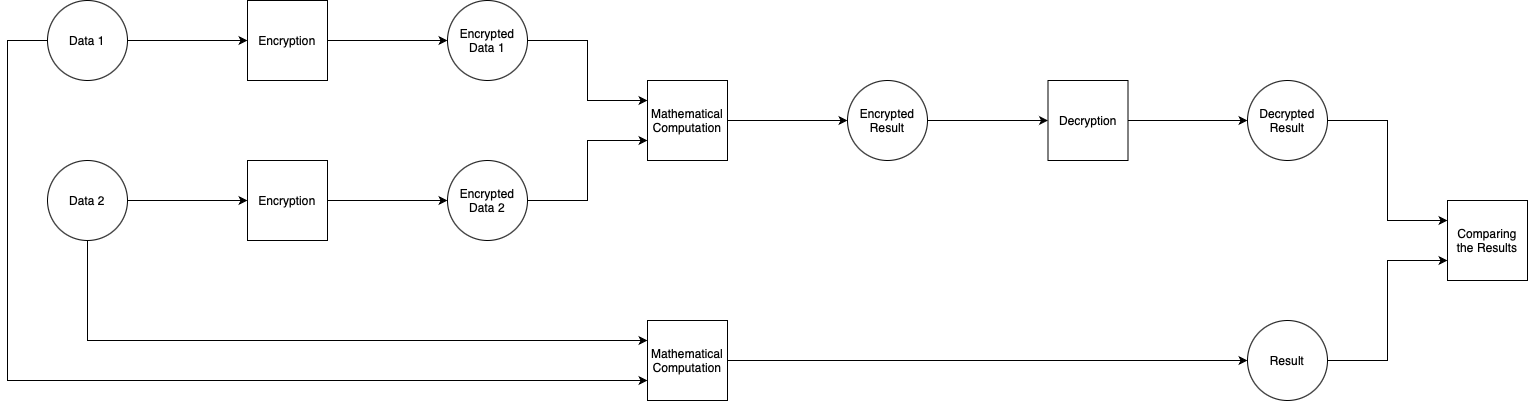 Data 1
Encryption
Encrypted
Data 1
Mathematical
Computation
Encrypted
Result
Decryption
Decrypted
Result
Data 2
Encryption
Encrypted
Data 2
Comparing
the Results
Mathematical
Computation
Result